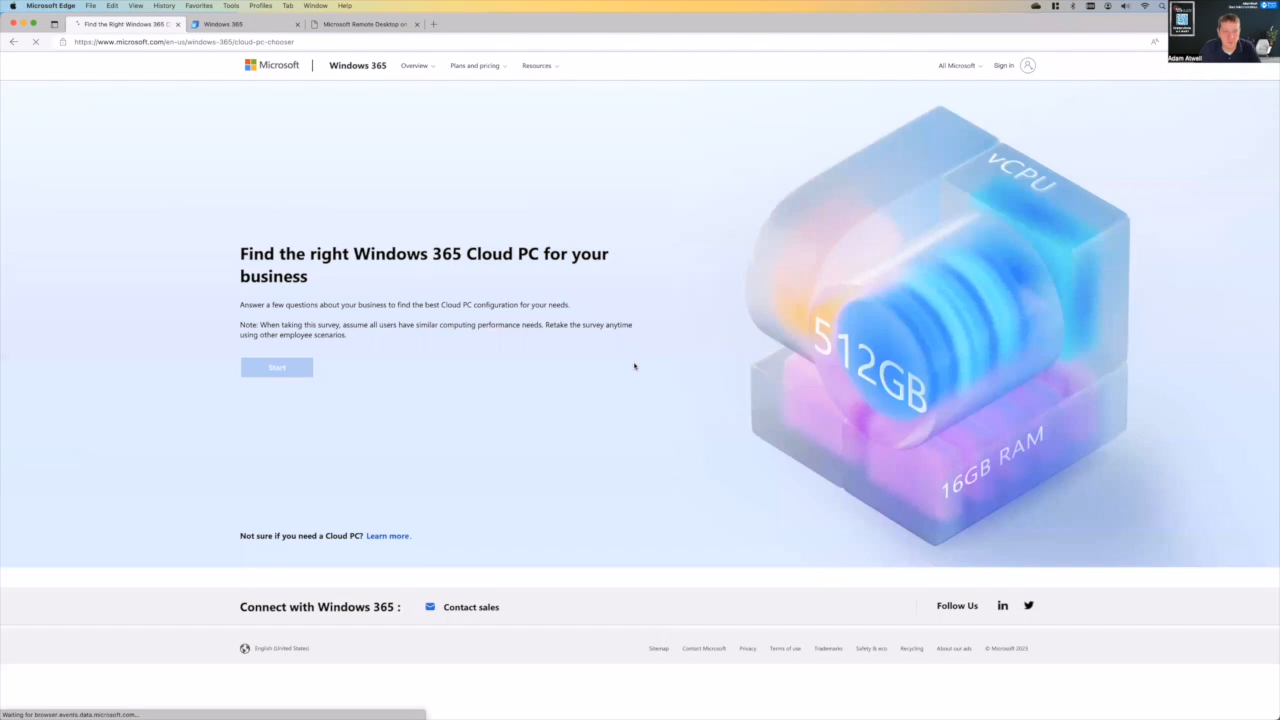 Microsoft Edge File Edit View History Favorites Tools Profiles Tab Window Help
Find the Right Windows 365 C
Windows 365
Microsoft Remote Desktop on
https://www.microsoft.com/en-us/windows-365/cloud-pc-chooser
Adam Atwell
Microsoft
Windows 365
Overview
Plans and pricing
Resources
All Microsoft
Sign in
vCPU
512GB
16GB RAM
Find the right Windows 365 Cloud PC for your
business
Answer a few questions about your business to find the best Cloud PC configuration for your needs.
Note: When taking this survey, assume all users have similar computing performance needs. Retake the survey anytime
using other employee scenarios.
Start
Not sure if you need a Cloud PC? Learn more.
Connect with Windows 365 :
Contact sales
Follow Us
English (United States)
Sitemap Contact Microsoft Privacy Terms of use Trademarks Safety & eco Recycling About our ads © Microsoft 2023
Waiting for browser.events.data.microsoft.com...